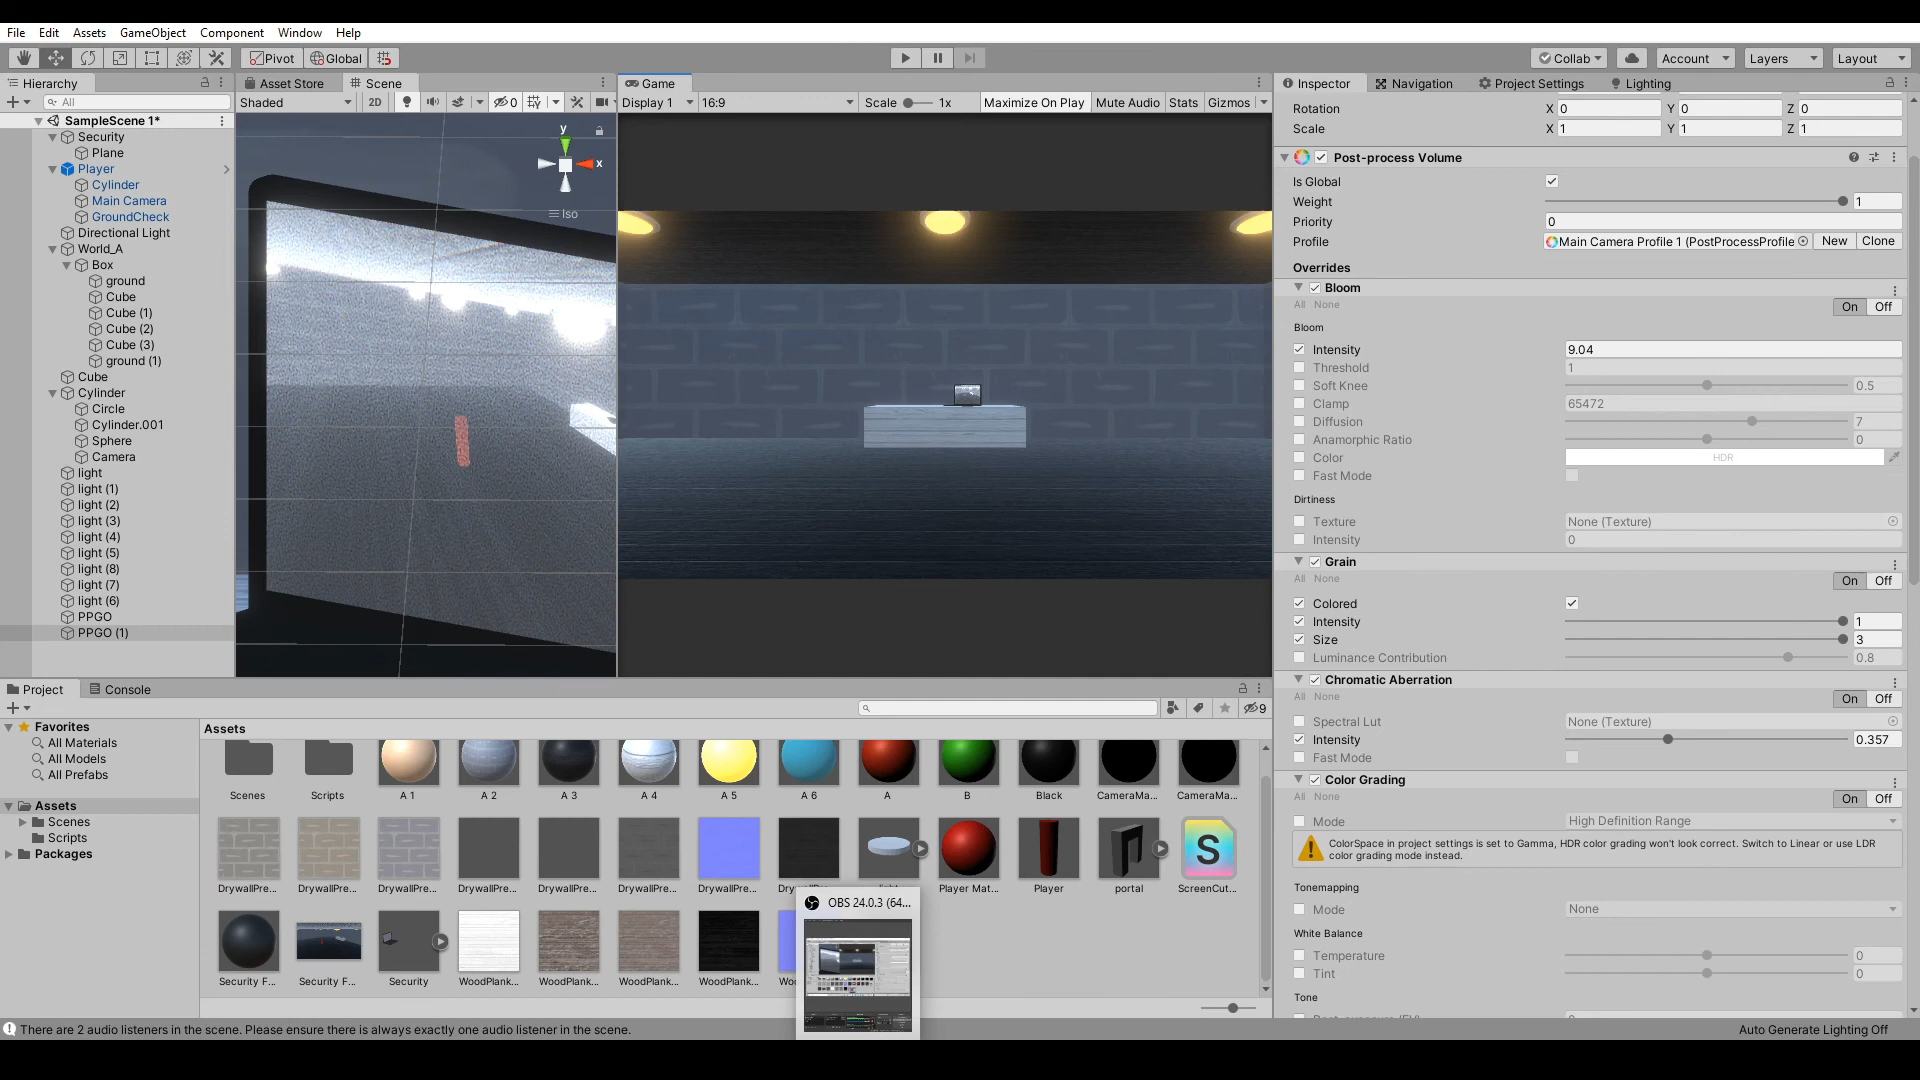 File Edit Assets GameObject Component Window Help
Pivot Global Collab Account Layers Layout
Hierarchy
All
SampleScene 1*
Security
Plane
Player
Cylinder
Main Camera
GroundCheck
Directional Light
World_A
Box
ground
Cube
Cube (1)
Cube (2)
Cube (3)
ground (1)
Cube
Cylinder
Circle
Cylinder.001
Sphere
Camera
light
light (1)
light (2)
light (3)
light (4)
light (5)
light (8)
light (7)
light (6)
PPGO
PPGO (1)
Asset Store Scene
Shaded 2D 0
y
x
Iso
Game
Display 1 16:9 Scale 1x Maximize On Play Mute Audio Stats Gizmos
Inspector Navigation Project Settings Lighting
Rotation X 0 Y 0 Z 0
Scale X 1 Y 1 Z 1
Post-process Volume
Is Global
Weight 1
Priority 0
Profile Main Camera Profile 1 (PostProcessProfile New Clone
Overrides
Bloom
All None On Off
Bloom
Intensity 9.04
Threshold 1
Soft Knee 0.5
Clamp 65472
Diffusion 7
Anamorphic Ratio 0
Color HDR
Fast Mode
Dirtiness
Texture None (Texture)
Intensity 0
Grain
All None On Off
Colored
Intensity 1
Size 3
Luminance Contribution 0.8
Chromatic Aberration
All None On Off
Spectral Lut None (Texture)
Intensity 0.357
Fast Mode
Color Grading
All None On Off
Mode High Definition Range
ColorSpace in project settings is set to Gamma, HDR color grading won't look correct. Switch to Linear or use LDR
color grading mode instead.
Tonemapping
Mode None
White Balance
Temperature 0
Tint 0
Tone
Project Console
9
Favorites
All Materials
All Models
All Prefabs
Assets
Scenes
Scripts
Packages
Assets
Scenes Scripts A 1 A 2 A 3 A 4 A 5 A 6 A B Black CameraMa... CameraMa...
S
DrywallPre... DrywallPre... DrywallPre... DrywallPre... DrywallPre... DrywallPre... DrywallPre... Player Mat... Player portal ScreenCut...
OBS 24.0.3 (64...
Security F... Security F... Security WoodPlank... WoodPlank... WoodPlank... WoodPlank...
There are 2 audio listeners in the scene. Please ensure there is always exactly one audio listener in the scene.
Auto Generate Lighting Off